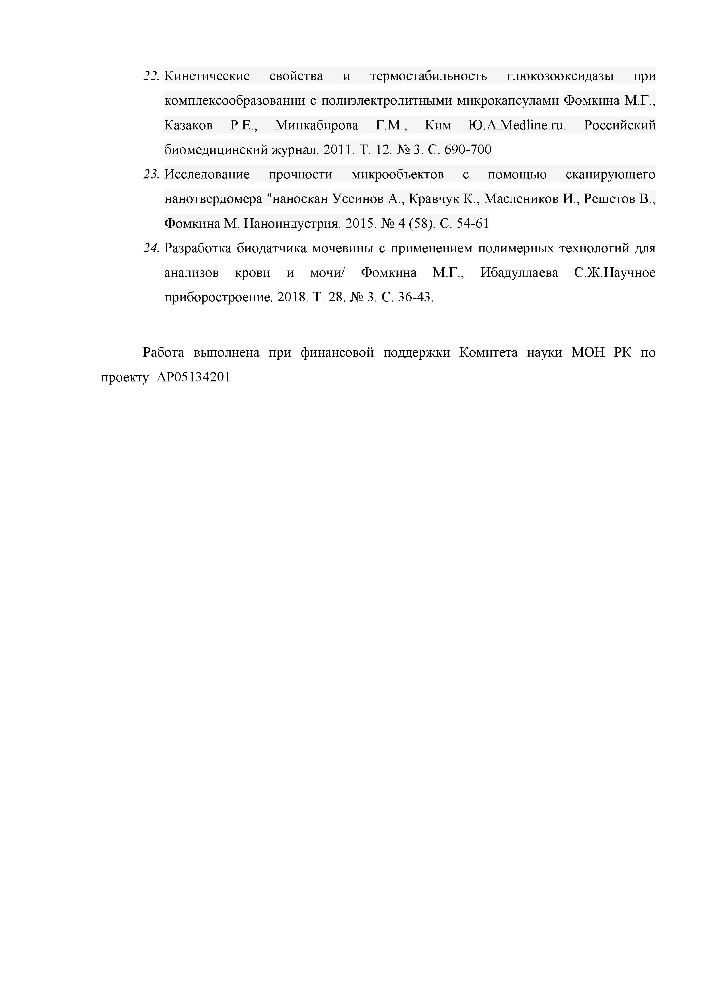 22. Кинетические свойства и термостабильность глюкозооксидазы при
комплексообразовании с полиэлектролитными микрокапсулами Фомкина М.Г.,
Казаков Р.Е., Минкабирова Г.М., Ким Ю.А.Medline.ru. Российский
биомедицинский журнал. 2011. Т. 12. № 3. С. 690-700
23. Исследование прочности микрообъектов с помощью сканирующего
нанотвердомера "наноскан Усеинов А., Кравчук К., Маслеников И., Решетов В.,
Фомкина М. Наноиндустрия. 2015. № 4 (58). С. 54-61
24. Разработка биодатчика мочевины с применением полимерных технологий для
анализов крови и мочи/ Фомкина М.Г., Ибадуллаева С.Ж.Научное
приборостроение. 2018. Т. 28. № 3. С. 36-43.
Работа выполнена при финансовой поддержки Комитета науки МОН РК по
проекту АР05134201